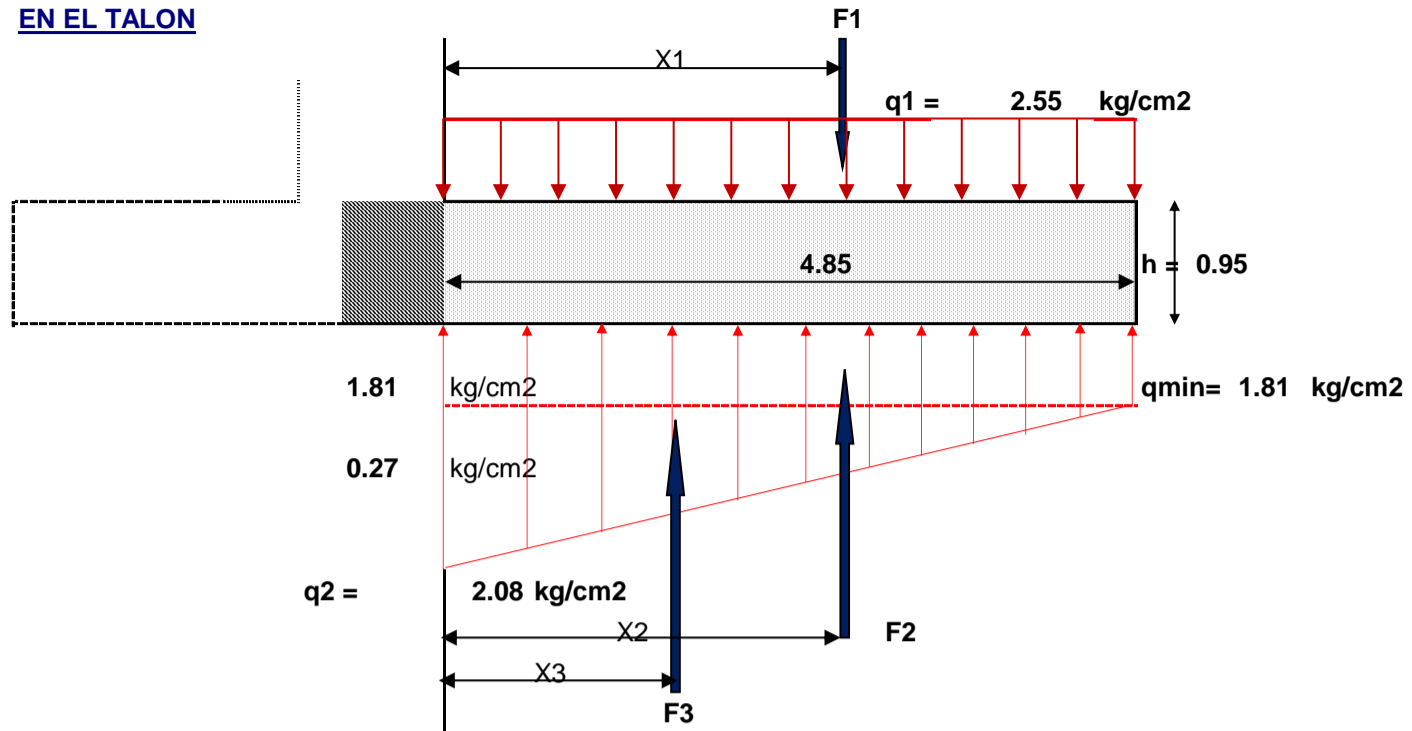 EN EL TALON
F1
X1
q1 = 2.55 kg/cm2
4.85
h = 0.95
1.81 kg/cm2
qmin= 1.81 kg/cm2
0.27 kg/cm2
q2 = 2.08 kg/cm2
X2
F2
X3
F3